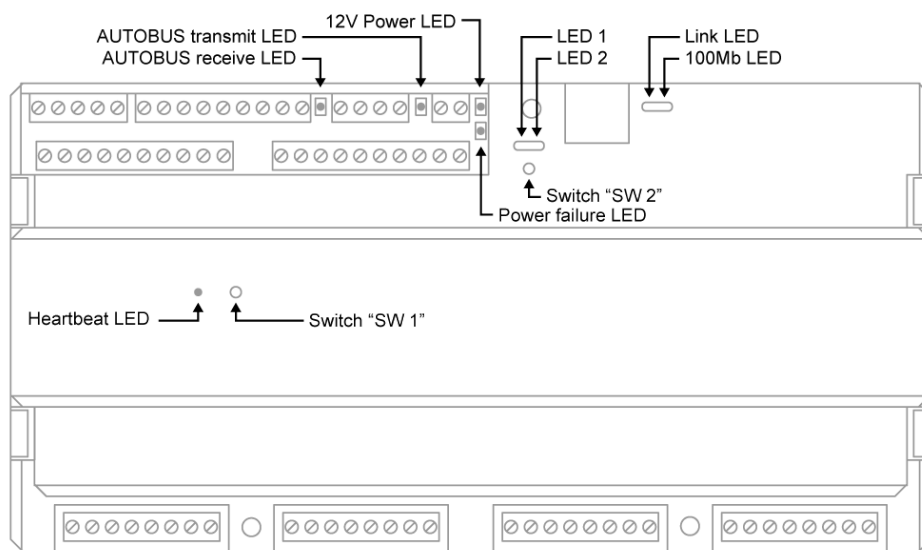 12V Power LED
AUTOBUS transmit LED
AUTOBUS receive LED
LED 1
LED 2
Link LED
100Mb LED
Switch “SW 2”
Power failure LED
Heartbeat LED
Switch “SW 1”